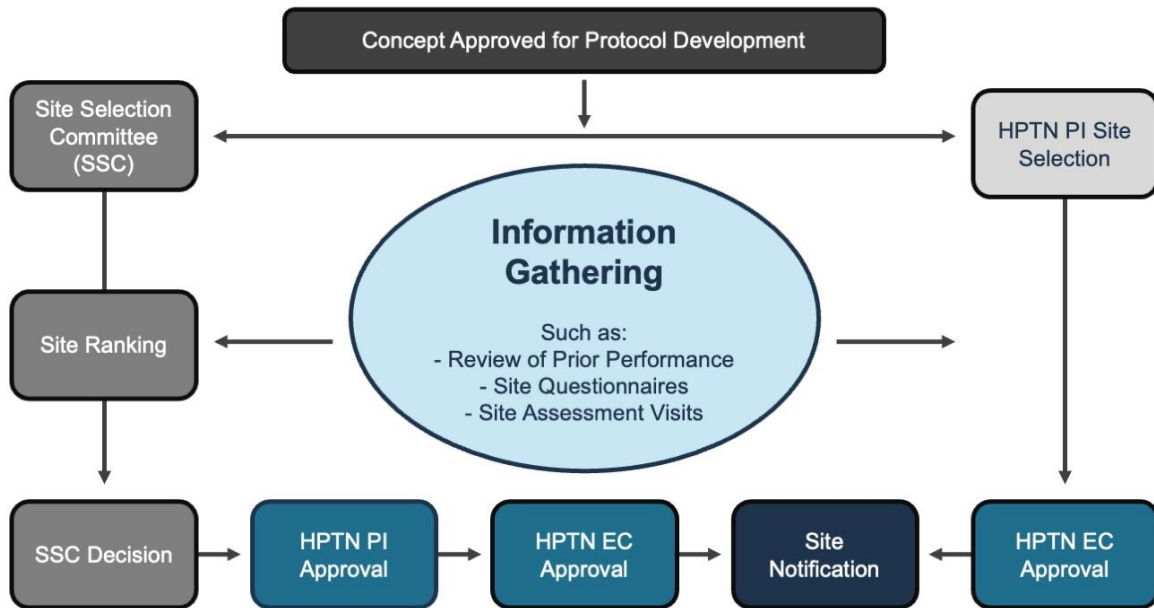 Concept Approved for Protocol Development
Site Selection
Committee
(SSC)
HPTN PI Site
Selection
Information
Gathering
Such as:
- Review of Prior Performance
- Site Questionnaires
- Site Assessment Visits
Site Ranking
SSC Decision
HPTN PI
Approval
HPTN EC
Approval
Site
Notification
HPTN EC
Approval